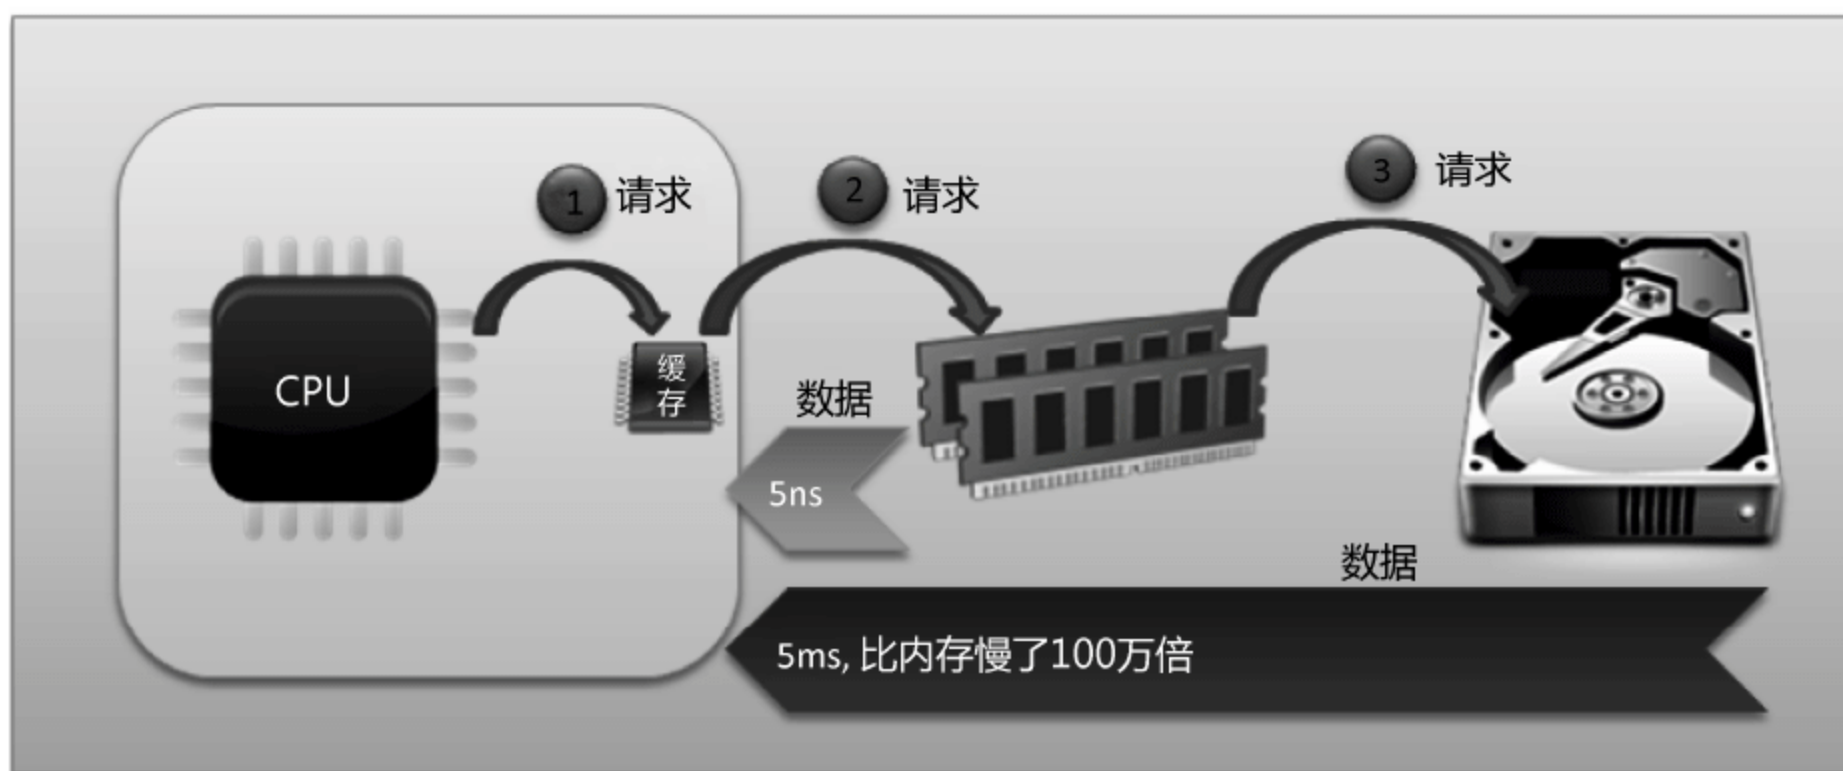 1 请求
2 请求
3 请求
CPU
缓
存
数据
5ns
数据
5ms, 比内存慢了100万倍